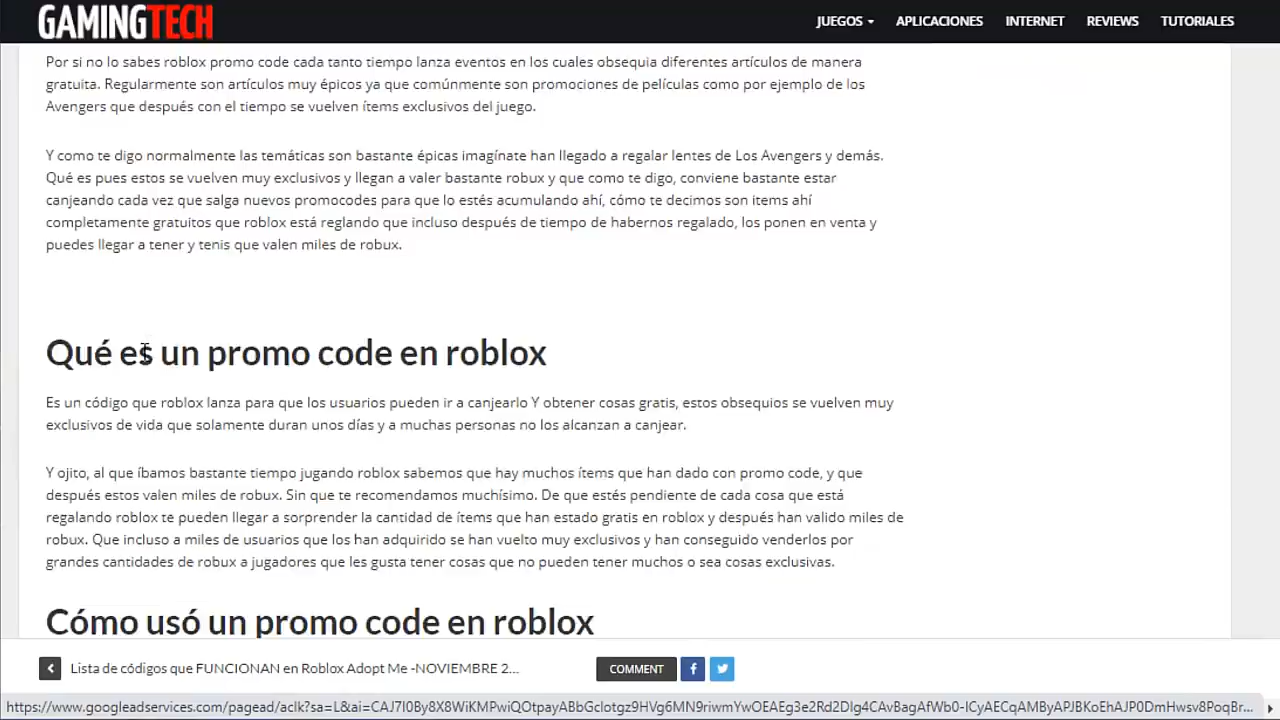 GAMINGTECH
JUEGOS APLICACIONES INTERNET REVIEWS TUTORIALES
Por si no lo sabes roblox promo code cada tanto tiempo lanza eventos en los cuales obsequia diferentes artículos de manera
gratuita. Regularmente son artículos muy épicos ya que comúnmente son promociones de películas como por ejemplo de los
Avengers que después con el tiempo se vuelven ítems exclusivos del juego.
Y como te digo normalmente las temáticas son bastante épicas imagínate han llegado a regalar lentes de Los Avengers y demás.
Qué es pues estos se vuelven muy exclusivos y llegan a valer bastante robux y que como te digo, conviene bastante estar
canjeando cada vez que salga nuevos promocodes para que lo estés acumulando ahí, cómo te decimos son items ahí
completamente gratuitos que roblox está reglando que incluso después de tiempo de habernos regalado, los ponen en venta y
puedes llegar a tener y tenis que valen miles de robux.
Qué es un promo code en roblox
Es un código que roblox lanza para que los usuarios pueden ir a canjearlo Y obtener cosas gratis, estos obsequios se vuelven muy
exclusivos de vida que solamente duran unos días y a muchas personas no los alcanzan a canjear.
Y ojito, al que íbamos bastante tiempo jugando roblox sabemos que hay muchos ítems que han dado con promo code, y que
después estos valen miles de robux. Sin que te recomendamos muchísimo. De que estés pendiente de cada cosa que está
regalando roblox te pueden llegar a sorprender la cantidad de ítems que han estado gratis en roblox y después han valido miles de
robux. Que incluso a miles de usuarios que los han adquirido se han vuelto muy exclusivos y han conseguido venderlos por
grandes cantidades de robux a jugadores que les gusta tener cosas que no pueden tener muchos o sea cosas exclusivas.
Cómo usó un promo code en roblox
Lista de códigos que FUNCIONAN en Roblox Adopt Me -NOVIEMBRE 2...
COMMENT